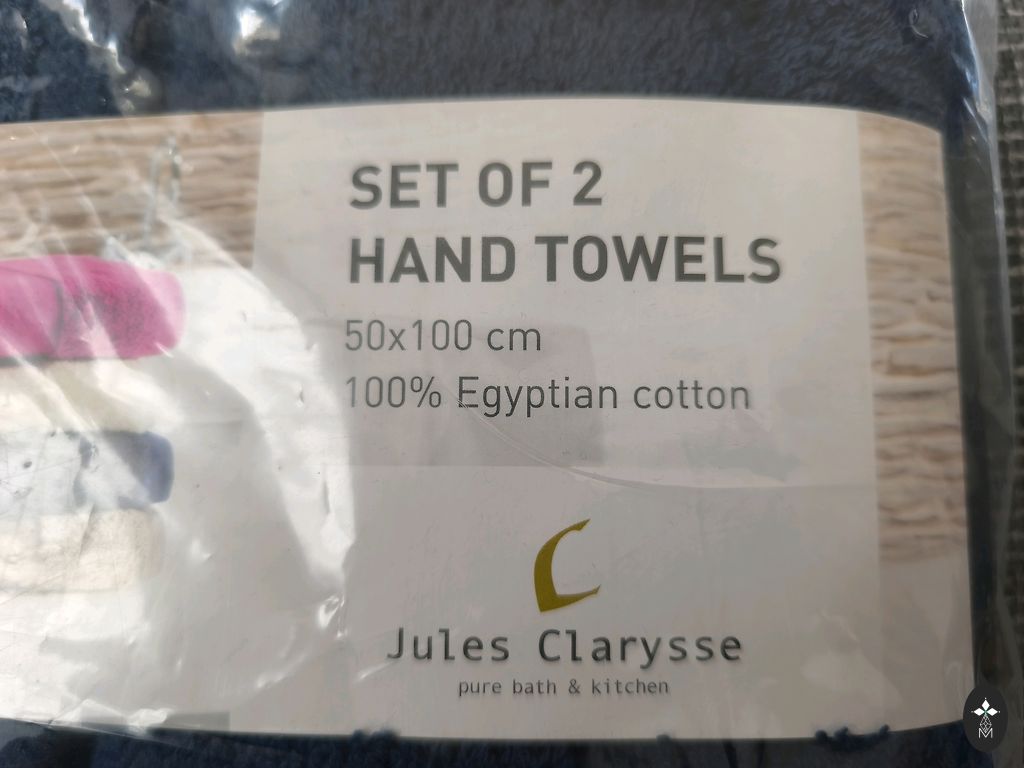 SET OF 2
HAND TOWELS
50x100 cm
100% Egyptian cotton
Jules Clarysse
pure bath & kitchen
M